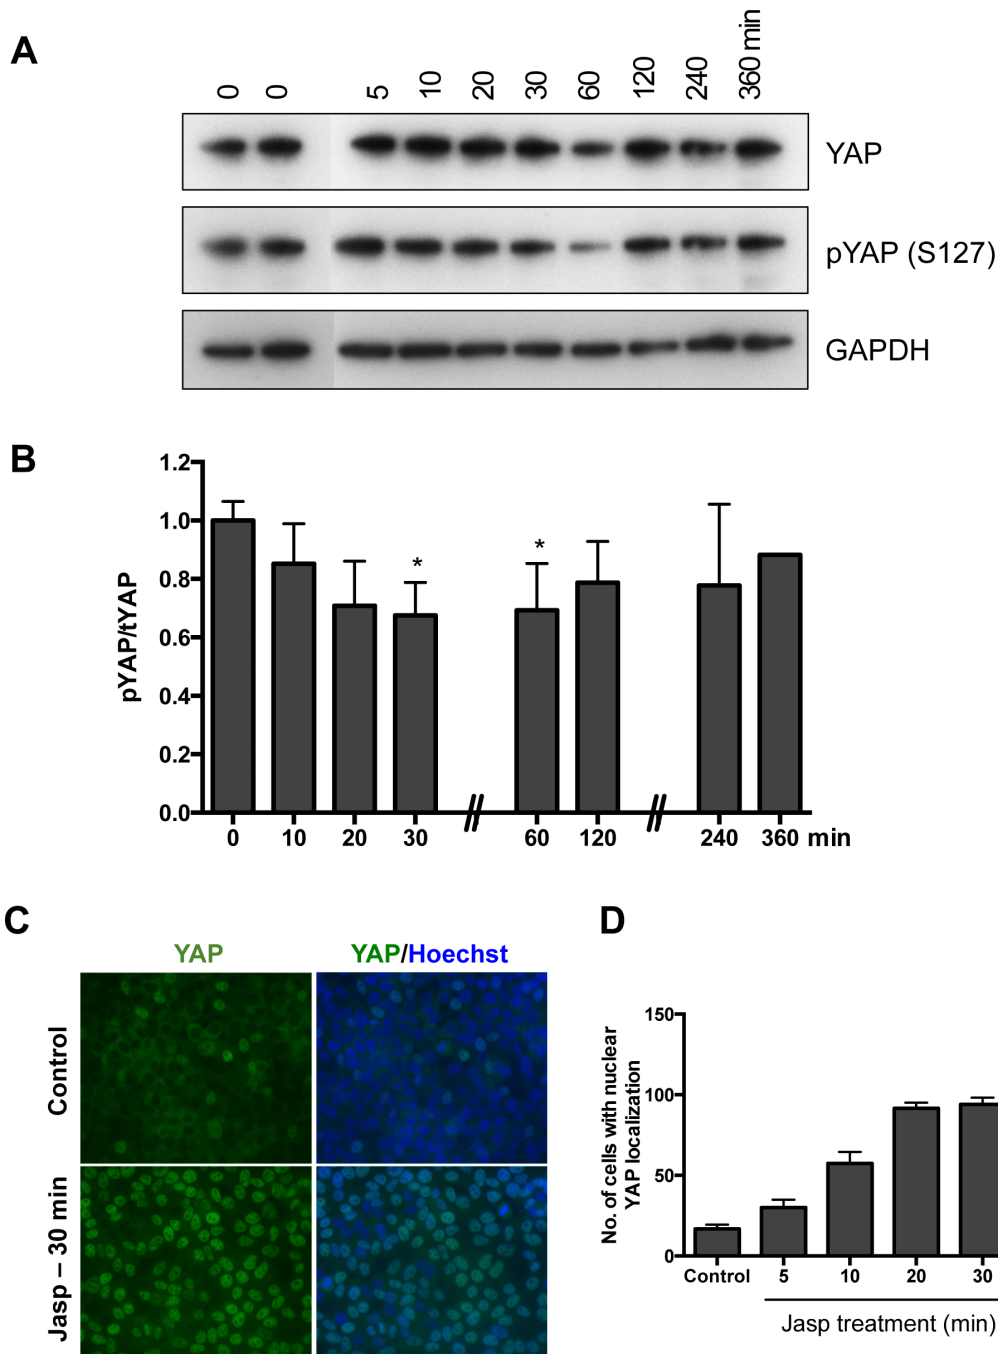 A
0 0 5 10 20 30 60 120 240 360 min
YAP
pYAP (S127)
GAPDH
B
pYAP/tYAP
1.2
1.0
0.8
0.6
0.4
0.2
0.0
* *
0 10 20 30 60 120 240 360 min
C
YAP YAP/Hoechst
Control
Jasp – 30 min
D
No. of cells with nuclear
YAP localization
150
100
50
0
Control 5 10 20 30
Jasp treatment (min)